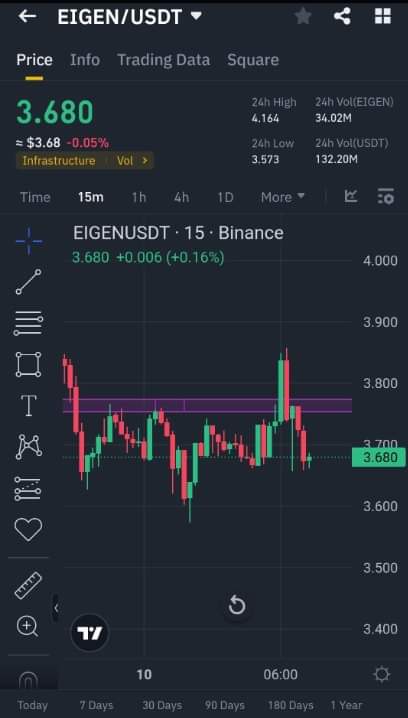 EIGEN/USDT
Price Info Trading Data Square
3.680
≈ $3.68 -0.05%
Infrastructure Vol >
24h High 24h Vol(EIGEN)
4.164 34.02M
24h Low 24h Vol(USDT)
3.573 132.20M
Time 15m 1h 4h 1D More
EIGENUSDT · 15 · Binance
3.680 +0.006 (+0.16%)
4.000
3.900
3.800
3.700
3.680
3.600
3.500
3.400
T
10 06:00
Today 7 Days 30 Days 90 Days 180 Days 1 Year